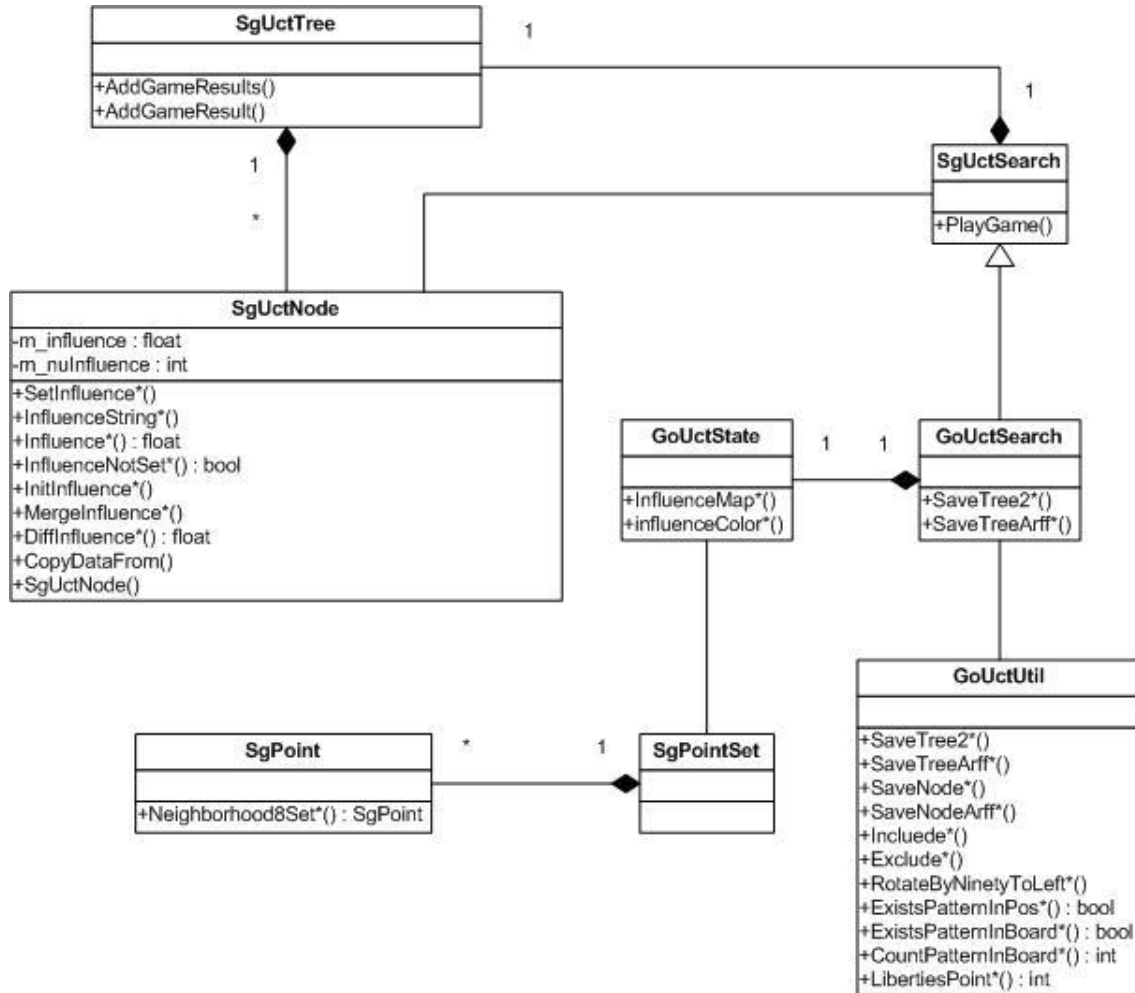 SgUctTree
+AddGameResults()
+AddGameResult()
1
1
SgUctSearch
+PlayGame()
1
*
SgUctNode
-m_influence : float
-m_nuInfluence : int
+SetInfluence*()
+InfluenceString*()
+Influence*() : float
+InfluenceNotSet*() : bool
+InitInfluence*()
+MergeInfluence*()
+DiffInfluence*() : float
+CopyDataFrom()
+SgUctNode()
GoUctState
+InfluenceMap*()
+influenceColor*()
1
1
GoUctSearch
+SaveTree2*()
+SaveTreeArff*()
SgPoint
+Neighborhood8Set*() : SgPoint
*
1
SgPointSet
GoUctUtil
+SaveTree2*()
+SaveTreeArff*()
+SaveNode*()
+SaveNodeArff*()
+Incluede*()
+Exclude*()
+RotateByNinetyToLeft*()
+ExistsPatternInPos*() : bool
+ExistsPatternInBoard*() : bool
+CountPatternInBoard*() : int
+LibertiesPoint*() : int